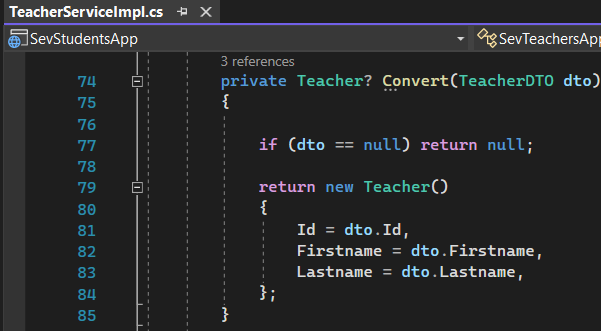 TeacherServiceImpl.cs
SevStudentsApp
SevTeachersApp
3 references
74 private Teacher? Convert(TeacherDTO dto)
75 {
76
77 if (dto == null) return null;
78
79 return new Teacher()
80 {
81 Id = dto.Id,
82 Firstname = dto.Firstname,
83 Lastname = dto.Lastname,
84 };
85 }